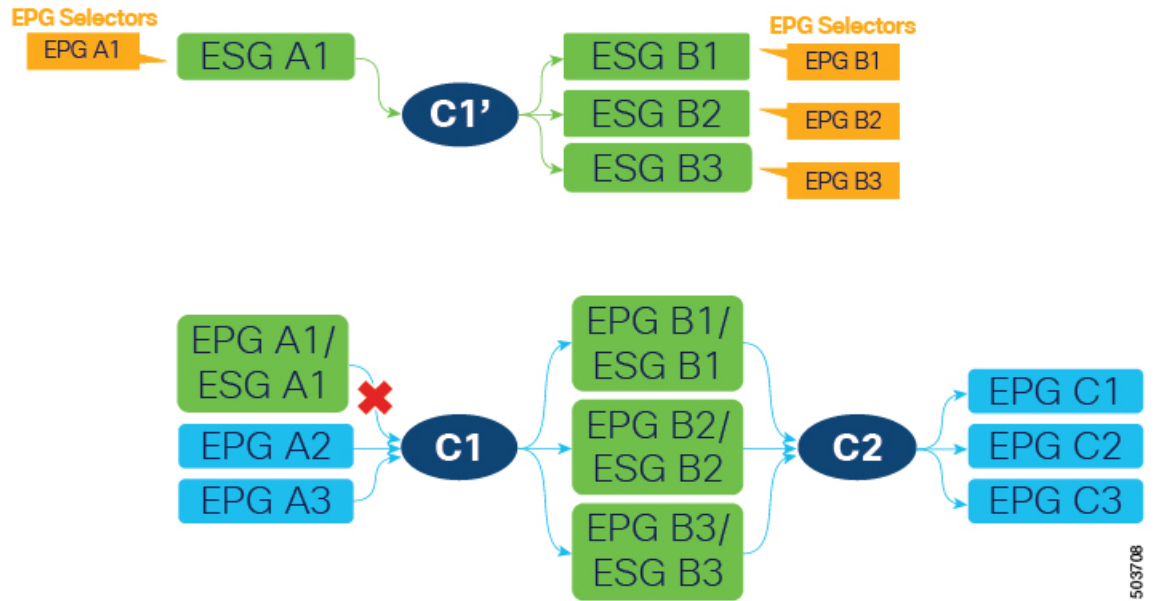 EPG Selectors
EPG A1
ESG A1
C1’
ESG B1
ESG B2
ESG B3
EPG Selectors
EPG B1
EPG B2
EPG B3
EPG A1/
ESG A1
EPG A2
EPG A3
C1
EPG B1/
ESG B1
EPG B2/
ESG B2
EPG B3/
ESG B3
C2
EPG C1
EPG C2
EPG C3
503708